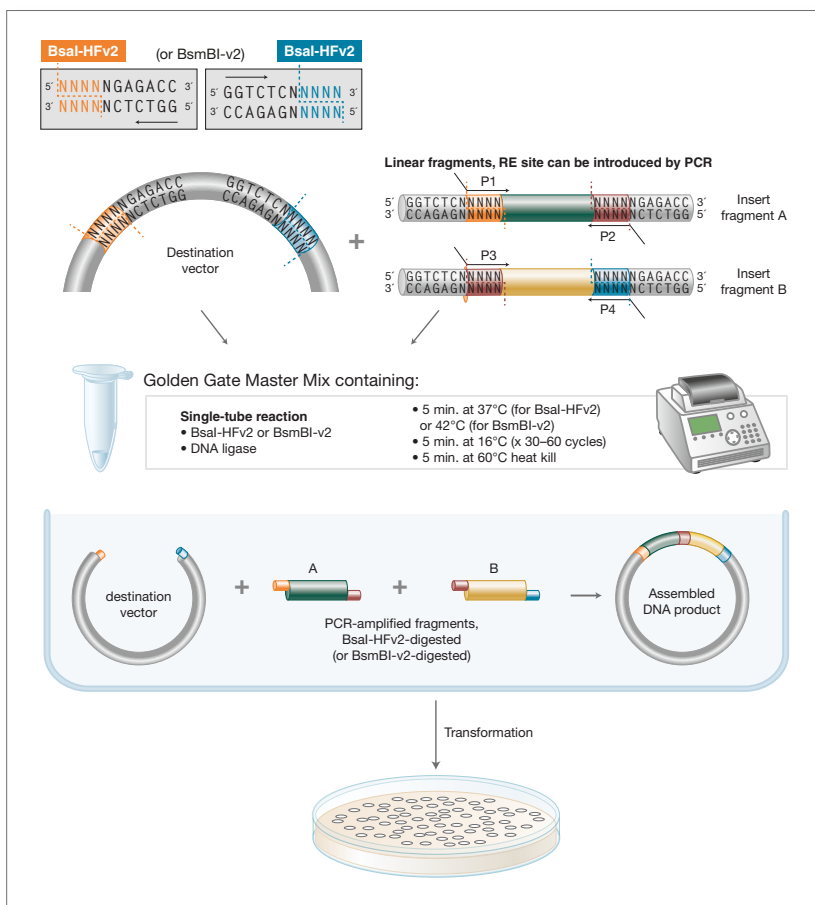 BsaI-HFv2
(or BsmBI-v2)
BsaI-HFv2
5´ NNNNNGAGACC 3´
3´ NNNNNCTCTGG 5´
5´ GGTCTCNNNNN 3´
3´ CCAGAGNNNNN 5´
Linear fragments, RE site can be introduced by PCR
P1
5´ GGTCTCNNNNN NNNNNGAGACC 3´
3´ CCAGAGNNNNN NNNNNCTCTGG 5´
P2
Insert
fragment A
NNNNNGAGACC
NNNNNCTCTGG
GGTCTCNNNNN
CCAGAGNNNNN
Destination
vector
+
P3
5´ GGTCTCNNNNN NNNNNGAGACC 3´
3´ CCAGAGNNNNN NNNNNCTCTGG 5´
P4
Insert
fragment B
Golden Gate Master Mix containing:
Single-tube reaction
• BsaI-HFv2 or BsmBI-v2
• DNA ligase
• 5 min. at 37°C (for BsaI-HFv2)
or 42°C (for BsmBI-v2)
• 5 min. at 16°C (x 30–60 cycles)
• 5 min. at 60°C heat kill
destination
vector
+
A
+
B
Assembled
DNA product
PCR-amplified fragments,
BsaI-HFv2-digested
(or BsmBI-v2-digested)
Transformation